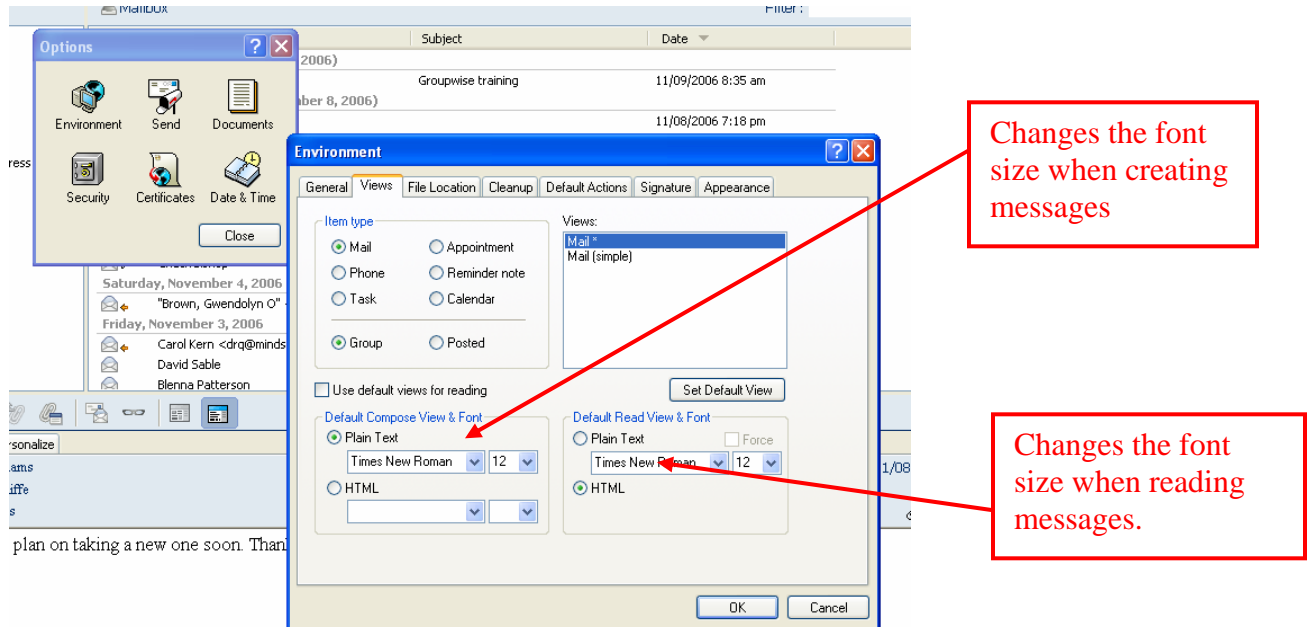 Mailbox
Filter :
Options
Subject
Date
2006)
Groupwise training
11/09/2006 8:35 am
ber 8, 2006)
11/08/2006 7:18 pm
Environment
Send
Documents
ress
Security
Certificates
Date & Time
Close
Saturday, November 4, 2006
"Brown, Gwendolyn O"
Friday, November 3, 2006
Carol Kern <drq@minds
David Sable
Blenna Patterson
Environment
General
Views
File Location
Cleanup
Default Actions
Signature
Appearance
Item type
Mail
Appointment
Phone
Reminder note
Task
Calendar
Group
Posted
Views:
Mail *
Mail (simple)
Use default views for reading
Set Default View
Default Compose View & Font
Plain Text
Times New Roman
12
HTML
Default Read View & Font
Plain Text
Force
Times New Roman
12
HTML
OK
Cancel
rsonalize
ams
iffe
s
1/08
plan on taking a new one soon. Than
Changes the font
size when creating
messages
Changes the font
size when reading
messages.